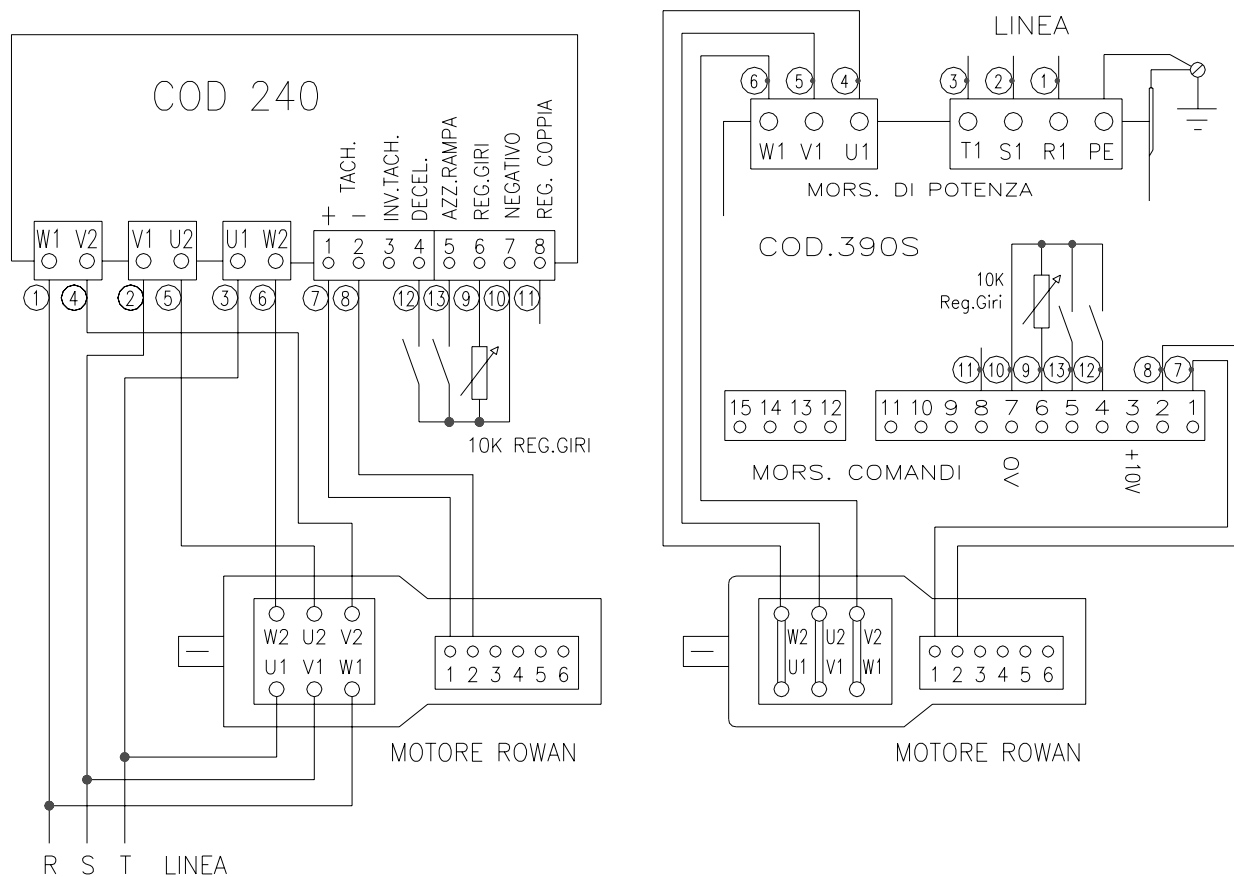 COD 240
+ TACH. -
INV.TACH.
DECEL.
AZZ.RAMPA
REG.GIRI
NEGATIVO
REG. COPPIA
W1 V2 V1 U2 U1 W2 1 2 3 4 5 6 7 8
1 4 2 5 3 6 7 8 12 13 9 10 11
10K REG.GIRI
W2 U2 V2
U1 V1 W1
1 2 3 4 5 6
MOTORE ROWAN
R S T LINEA
LINEA
6 5 4 3 2 1
W1 V1 U1 T1 S1 R1 PE
MORS. DI POTENZA
COD.390S
10K
Reg.Giri
11 10 9 13 12 8 7
15 14 13 12 11 10 9 8 7 6 5 4 3 2 1
MORS. COMANDI
0V
+10V
W2 U2 V2
U1 V1 W1
1 2 3 4 5 6
MOTORE ROWAN